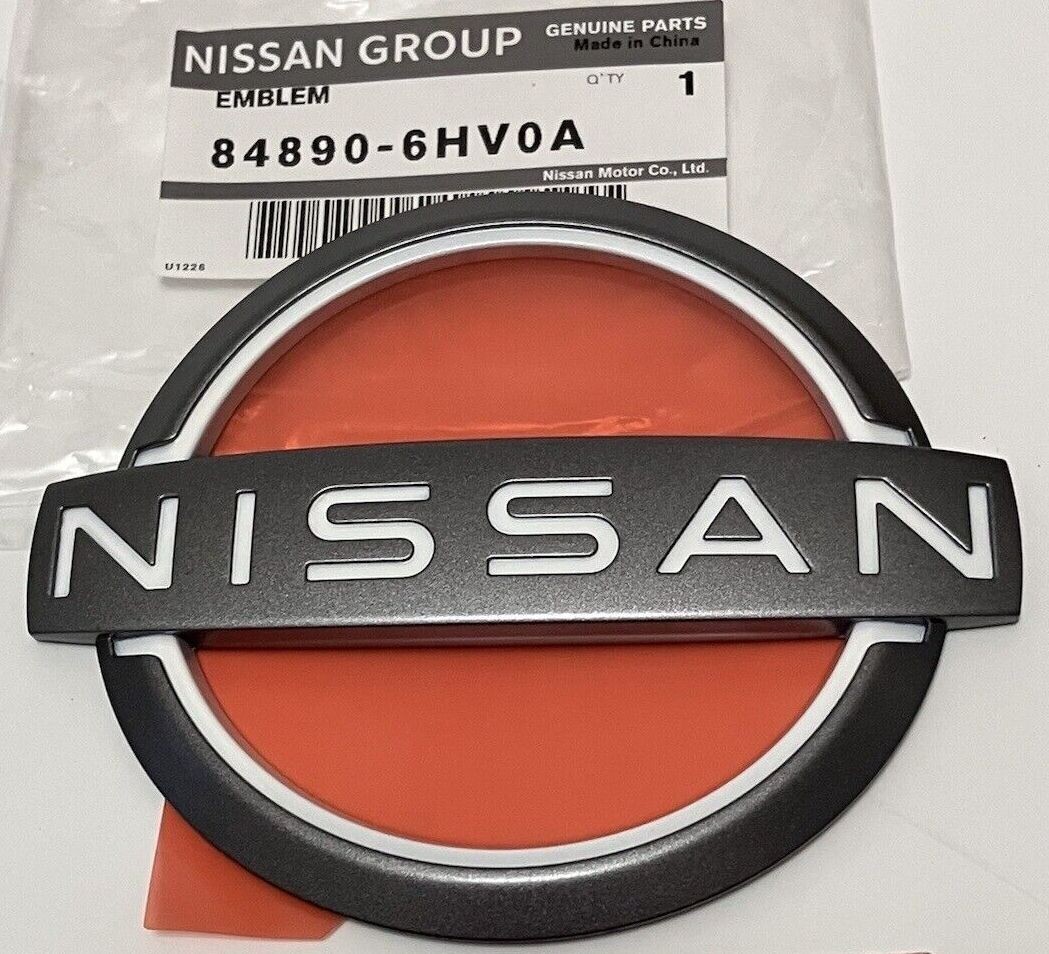 NISSAN GROUP
GENUINE PARTS
Made in China
EMBLEM
Q'TY 1
84890-6HV0A
Nissan Motor Co., Ltd.
U1226
NISSAN